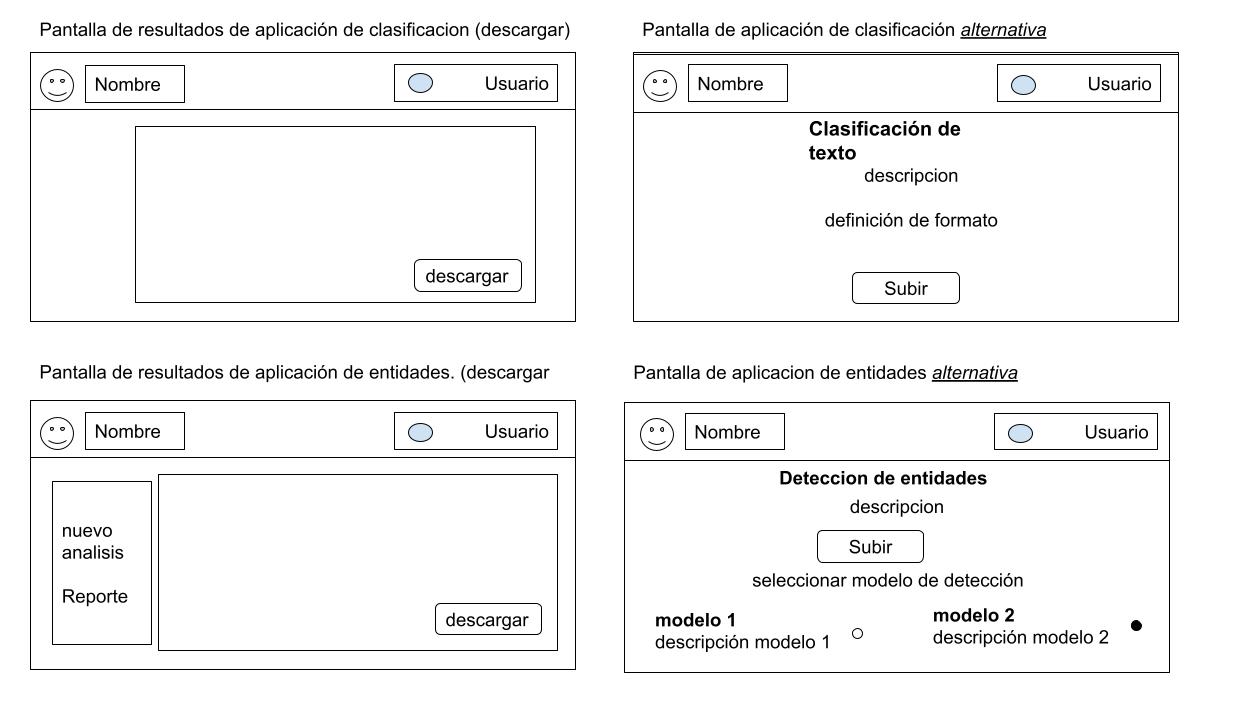 Pantalla de resultados de aplicación de clasificacion (descargar)
Nombre
Usuario
descargar
Pantalla de aplicación de clasificación alternativa
Nombre
Usuario
Clasificación de
texto
descripcion
definición de formato
Subir
Pantalla de resultados de aplicación de entidades. (descargar
Nombre
Usuario
nuevo
analisis
Reporte
descargar
Pantalla de aplicacion de entidades alternativa
Nombre
Usuario
Deteccion de entidades
descripcion
Subir
seleccionar modelo de detección
modelo 1
descripción modelo 1
modelo 2
descripción modelo 2